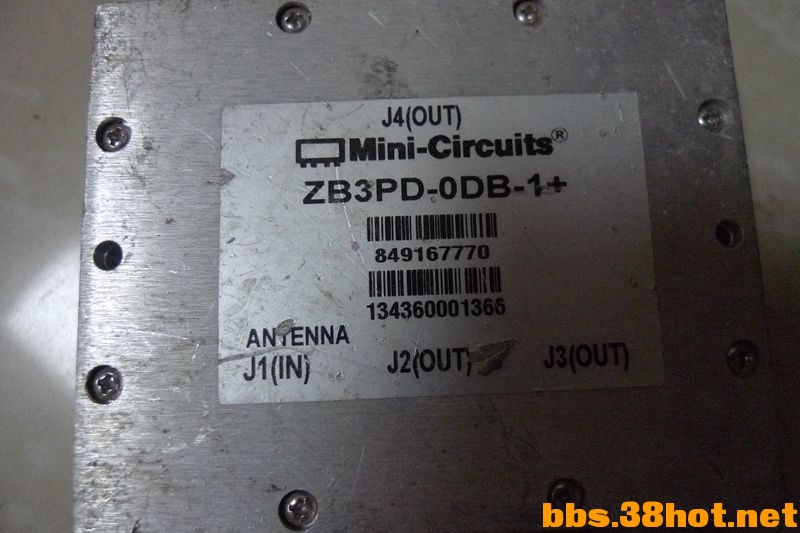 J4(OUT)
Mini-Circuits®
ZB3PD-0DB-1+
849167770
134360001366
ANTENNA
J1(IN) J2(OUT) J3(OUT)
bbs.38hot.net